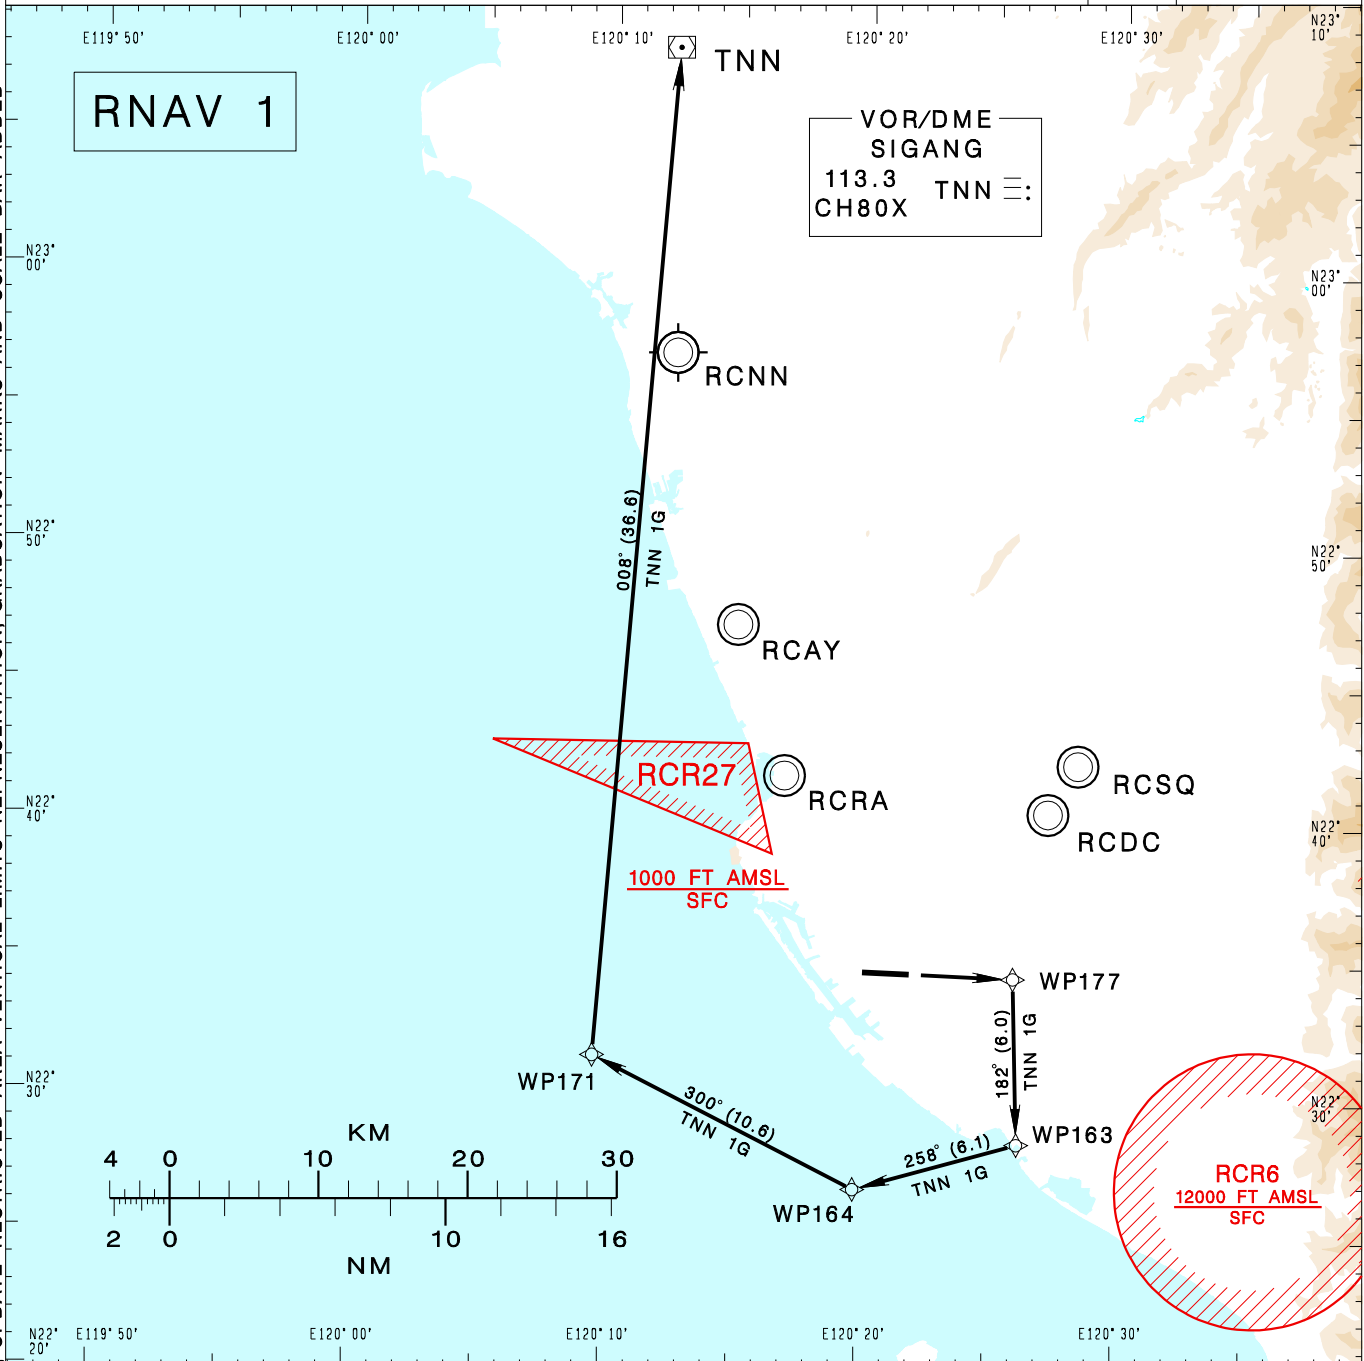 E119°50'
E120°00'
E120°10'
E120°20'
E120°30'
N23°
10'
RNAV 1
TNN
VOR/DME
SIGANG
113.3
CH80X
TNN
N23°
00'
N23°
00'
RCNN
N22°
50'
N22°
50'
008° (36.6)
TNN 1G
RCAY
RCR27
RCRA
RCSQ
RCDC
N22°
40'
N22°
40'
1000 FT AMSL
SFC
WP177
182° (6.0)
TNN 1G
WP171
N22°
30'
N22°
30'
300° (10.6)
TNN 1G
WP163
258° (6.1)
TNN 1G
WP164
RCR6
12000 FT AMSL
SFC
KM
4 0 10 20 30
2 0 10 16
NM
N22°
20'
E119°50'
E120°00'
E120°10'
E120°20'
E120°30'